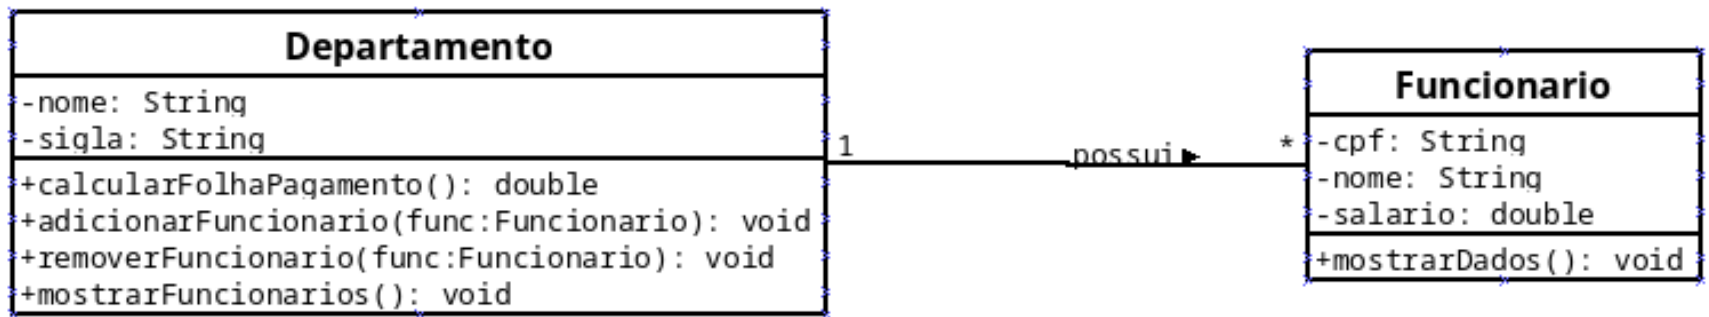 Departamento
-nome: String
-sigla: String
+calcularFolhaPagamento(): double
+adicionarFuncionario(func:Funcionario): void
+removerFuncionario(func:Funcionario): void
+mostrarFuncionarios(): void
1
possui
*
Funcionario
-cpf: String
-nome: String
-salario: double
+mostrarDados(): void